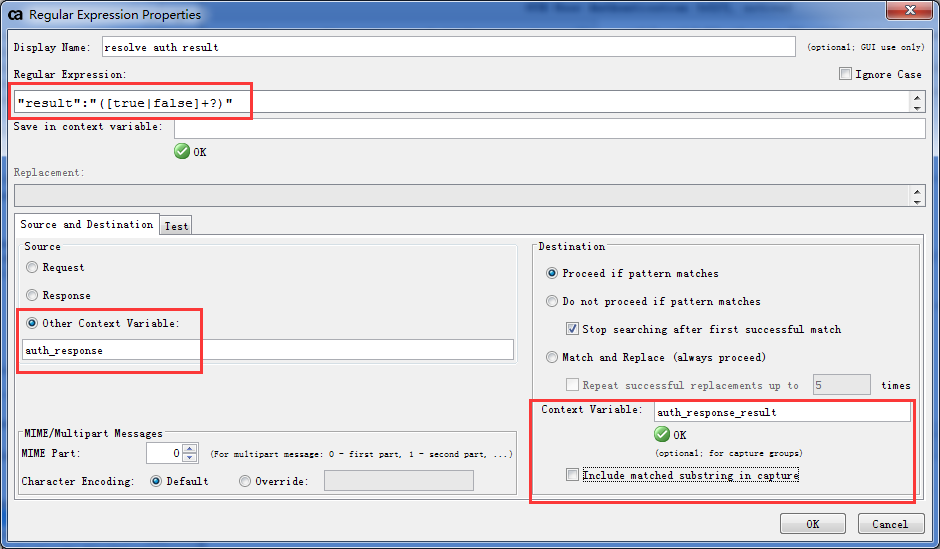 ca Regular Expression Properties
Display Name: resolve auth result (optional; GUI use only)
Regular Expression: Ignore Case
"result":"([true|false]+?)"
Save in context variable:
OK
Replacement:
Source and Destination Test
Source
Request
Response
Other Context Variable:
auth_response
MIME/Multipart Messages
MIME Part: 0 (For multipart message: 0 - first part, 1 - second part, ...)
Character Encoding: Default Override:
Destination
Proceed if pattern matches
Do not proceed if pattern matches
Stop searching after first successful match
Match and Replace (always proceed)
Repeat successful replacements up to 5 times
Context Variable: auth_response_result
OK
(optional; for capture groups)
Include matched substring in capture
OK Cancel